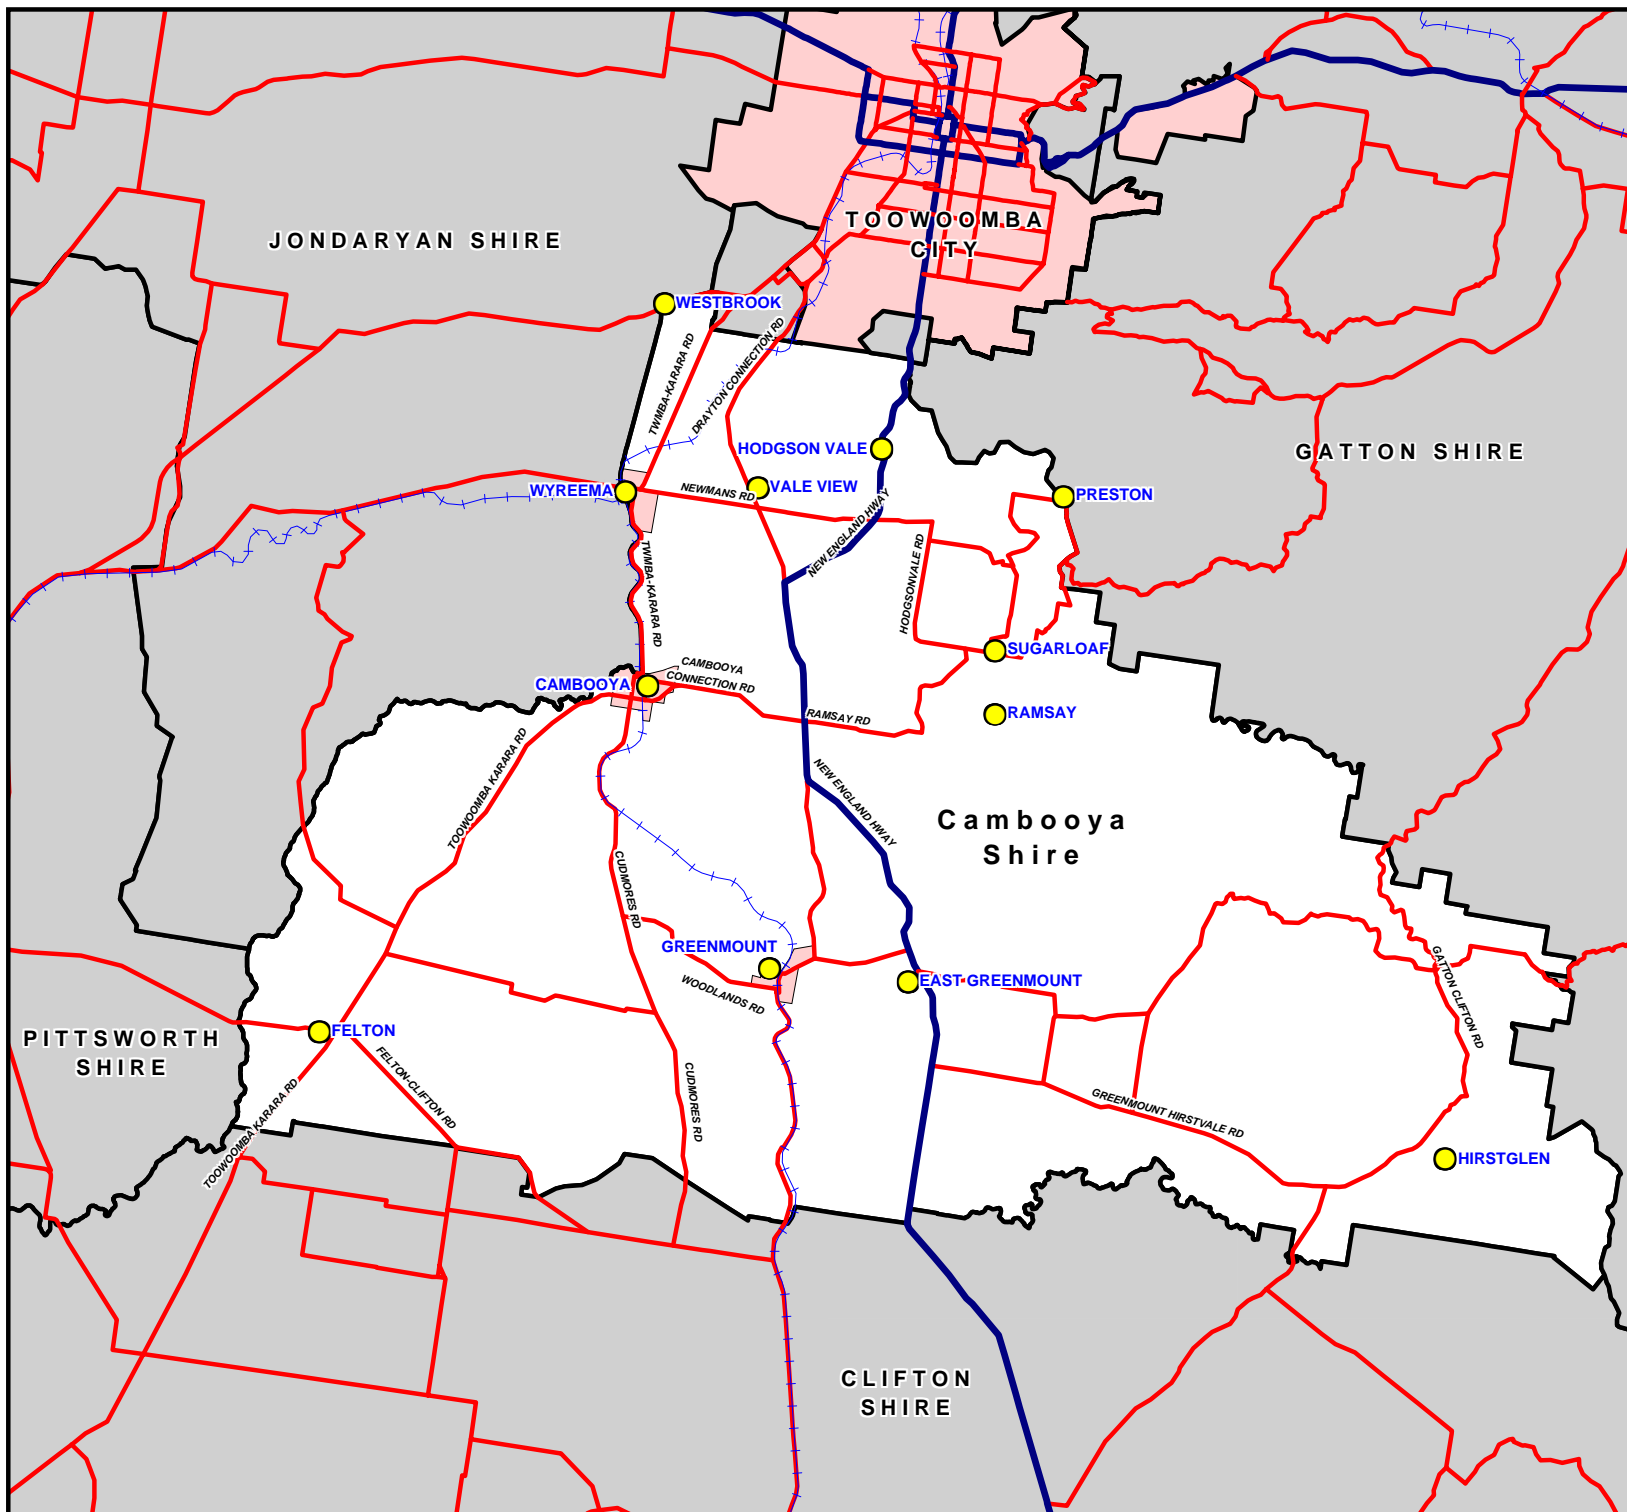 TOOWOOMBA
CITY
JONDARYAN SHIRE
WESTBROOK
TWMBA-KARARA RD
DRAYTON CONNECTION RD
HODGSON VALE
GATTON SHIRE
WYREEMA
NEWMANS RD
VALE VIEW
PRESTON
NEW ENGLAND HWAY
TWMBA-KARARA RD
HODGSONVALE RD
SUGARLOAF
CAMBOOYA
CONNECTION RD
CAMBOOYA
RAMSAY RD
RAMSAY
TOOWOOMBA KARARA RD
NEW ENGLAND HWAY
Cambooya
Shire
CUDMORES RD
GREENMOUNT
WOODLANDS RD
EAST GREENMOUNT
GATTON CLIFTON RD
PITTSWORTH
SHIRE
FELTON
FELTON-CLIFTON RD
TOOWOOMBA KARARA RD
CUDMORES RD
GREENMOUNT HIRSTVALE RD
HIRSTGLEN
CLIFTON
SHIRE